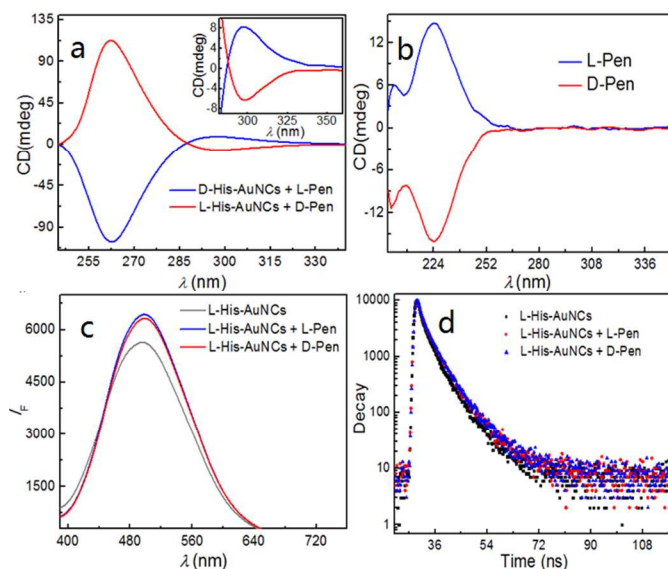 a
CD(mdeg)
135
90
45
0
-45
-90
255 270 285 300 315 330
λ (nm)
D-His-AuNCs + L-Pen
L-His-AuNCs + D-Pen
CD(mdeg)
8
4
0
-4
-8
300 325 350
λ (nm)
b
CD(mdeg)
12
6
0
-6
-12
224 252 280 308 336
λ(nm)
L-Pen
D-Pen
c
I F
6000
4500
3000
1500
400 480 560 640 720
λ(nm)
L-His-AuNCs
L-His-AuNCs + L-Pen
L-His-AuNCs + D-Pen
d
Decay
10000
1000
100
10
1
36 54 72 90 108
Time (ns)
L-His-AuNCs
L-His-AuNCs + L-Pen
L-His-AuNCs + D-Pen